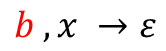 b , x → ε